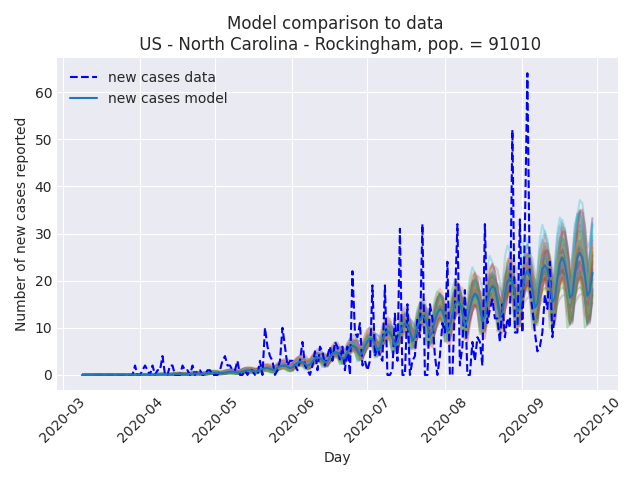 Model comparison to data
US - North Carolina - Rockingham, pop. = 91010
new cases data
new cases model
Number of new cases reported
60
50
40
30
20
10
0
2020-03
2020-04
2020-05
2020-06
2020-07
2020-08
2020-09
2020-10
Day